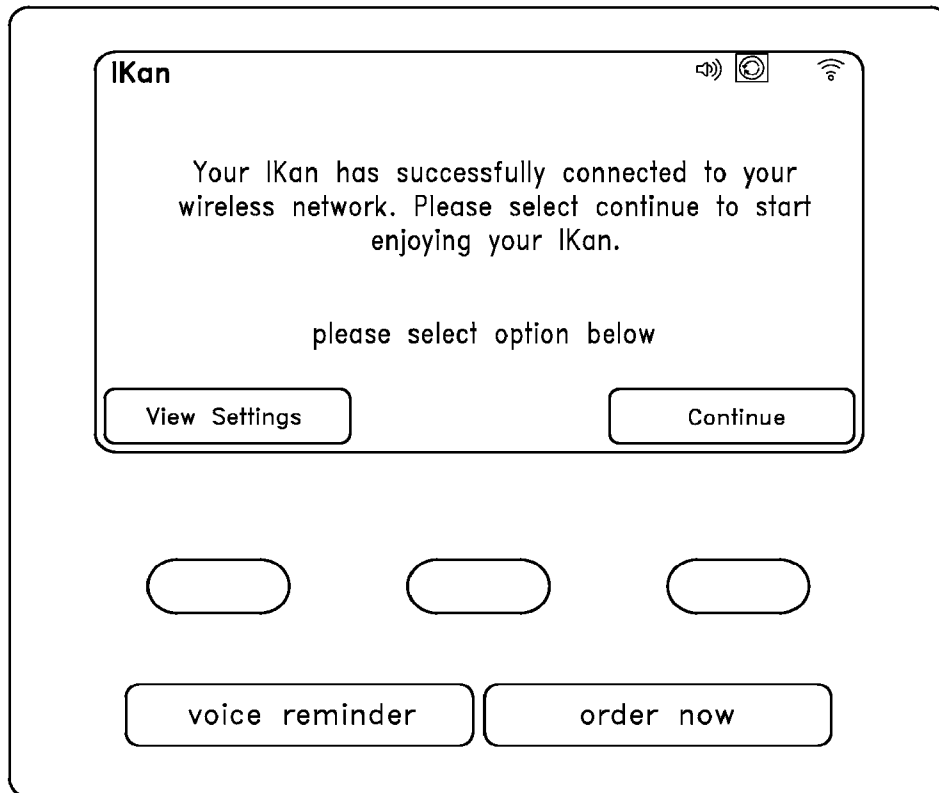 IKan
Your IKan has successfully connected to your
wireless network. Please select continue to start
enjoying your IKan.
please select option below
View Settings
Continue
voice reminder
order now